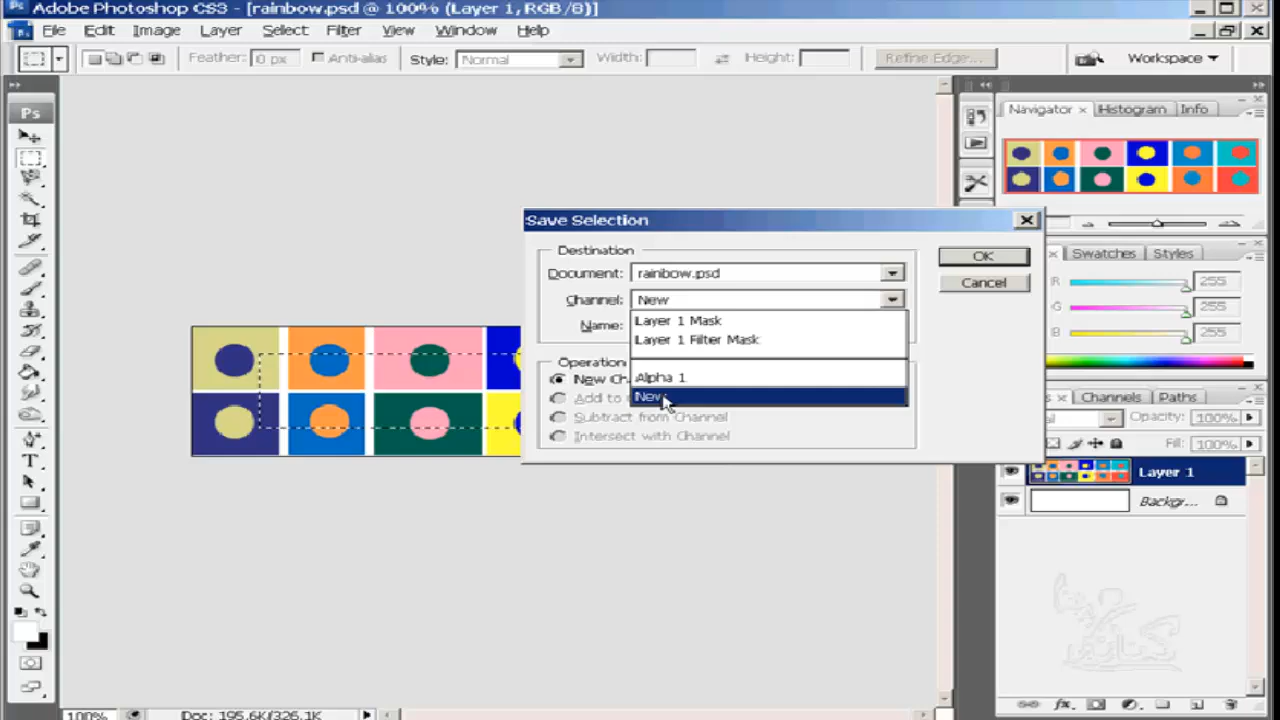 Adobe Photoshop CS3 - [rainbow.psd @ 100% (Layer 1,RGB/8)]
File Edit Image Layer Select Filter View Window Help
Feather: 0 px Anti-alias Style: Normal Width: Height: Refine Edge... Workspace
Ps
Navigator × Histogram Info
Save Selection
Destination
Document: rainbow.psd
Channel: New
Name:
Layer 1 Mask
Layer 1 Filter Mask
Alpha 1
New
Operation
New Ch
Add to
Subtract from Channel
Intersect with Channel
OK
Cancel
Swatches Styles
R 255
G 255
B 255
Channels Paths
Opacity: 100%
Fill: 100%
Layer 1
Backgr...
100% Doc: 195.6K/326.1K